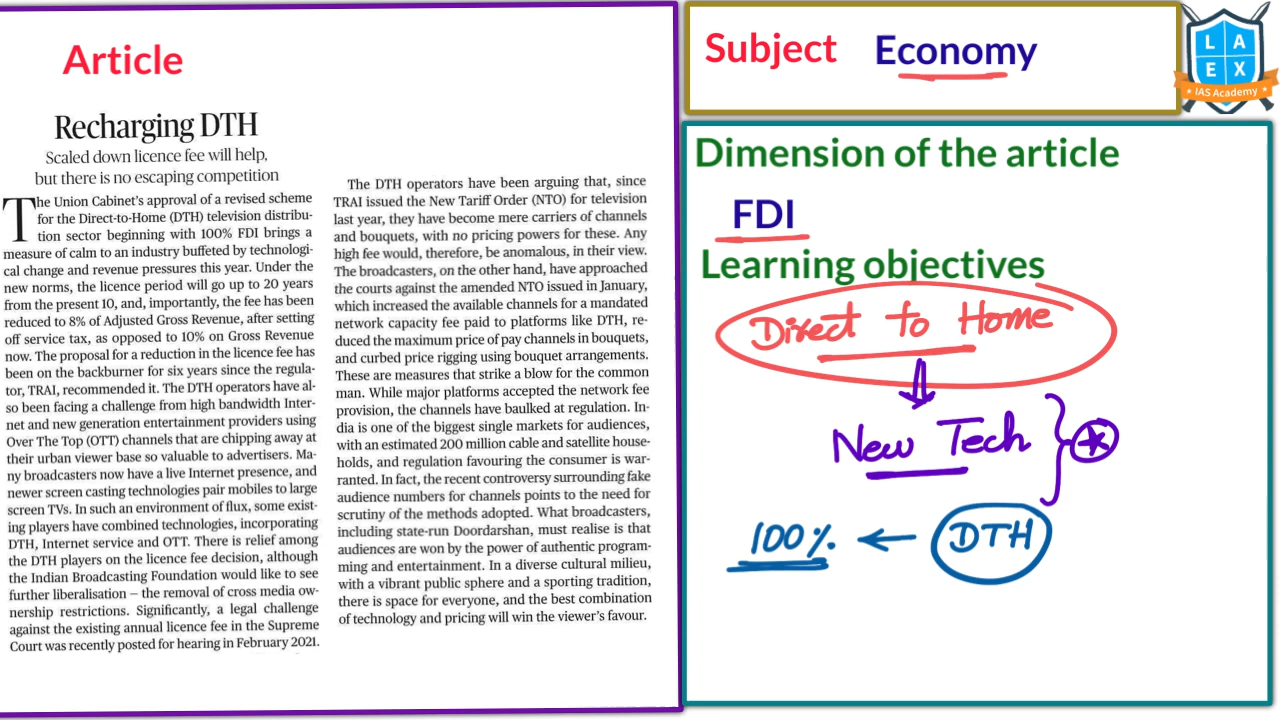 Article
Recharging DTH
Scaled down licence fee will help,
but there is no escaping competition
The Union Cabinet's approval of a revised scheme
for the Direct-to-Home (DTH) television distribu-
tion sector beginning with 100% FDI brings a
measure of calm to an industry buffeted by technologi-
cal change and revenue pressures this year. Under the
new norms, the licence period will go up to 20 years
from the present 10, and, importantly, the fee has been
reduced to 8% of Adjusted Gross Revenue, after setting
off service tax, as opposed to 10% on Gross Revenue
now. The proposal for a reduction in the licence fee has
been on the backburner for six years since the regula-
tor, TRAI, recommended it. The DTH operators have al-
so been facing a challenge from high bandwidth Inter-
net and new generation entertainment providers using
Over The Top (OTT) channels that are chipping away at
their urban viewer base so valuable to advertisers. Ma-
ny broadcasters now have a live Internet presence, and
newer screen casting technologies pair mobiles to large
screen TVs. In such an environment of flux, some exist-
ing players have combined technologies, incorporating
DTH, Internet service and OTT. There is relief among
the DTH players on the licence fee decision, although
the Indian Broadcasting Foundation would like to see
further liberalisation – the removal of cross media ow-
nership restrictions. Significantly, a legal challenge
against the existing annual licence fee in the Supreme
Court was recently posted for hearing in February 2021.
The DTH operators have been arguing that, since
TRAI issued the New Tariff Order (NTO) for television
last year, they have become mere carriers of channels
and bouquets, with no pricing powers for these. Any
high fee would, therefore, be anomalous, in their view.
The broadcasters, on the other hand, have approached
the courts against the amended NTO issued in January,
which increased the available channels for a mandated
network capacity fee paid to platforms like DTH, re-
duced the maximum price of pay channels in bouquets,
and curbed price rigging using bouquet arrangements.
These are measures that strike a blow for the common
man. While major platforms accepted the network fee
provision, the channels have baulked at regulation. In-
dia is one of the biggest single markets for audiences,
with an estimated 200 million cable and satellite house-
holds, and regulation favouring the consumer is war-
ranted. In fact, the recent controversy surrounding fake
audience numbers for channels points to the need for
scrutiny of the methods adopted. What broadcasters,
including state-run Doordarshan, must realise is that
audiences are won by the power of authentic program-
ming and entertainment. In a diverse cultural milieu,
with a vibrant public sphere and a sporting tradition,
there is space for everyone, and the best combination
of technology and pricing will win the viewer's favour.
Subject Economy
LA
EX
IAS Academy
Dimension of the article
FDI
Learning objectives
Direct to Home
New Tech
100% ← DTH